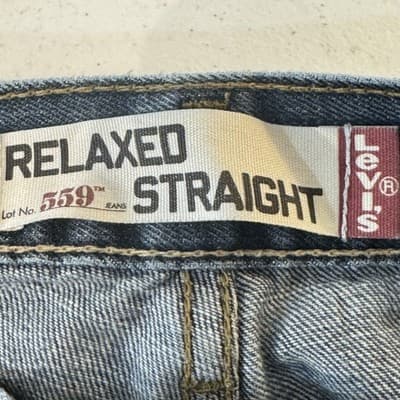 RELAXED
Lot No. 559™ JEANS STRAIGHT
Levi's®